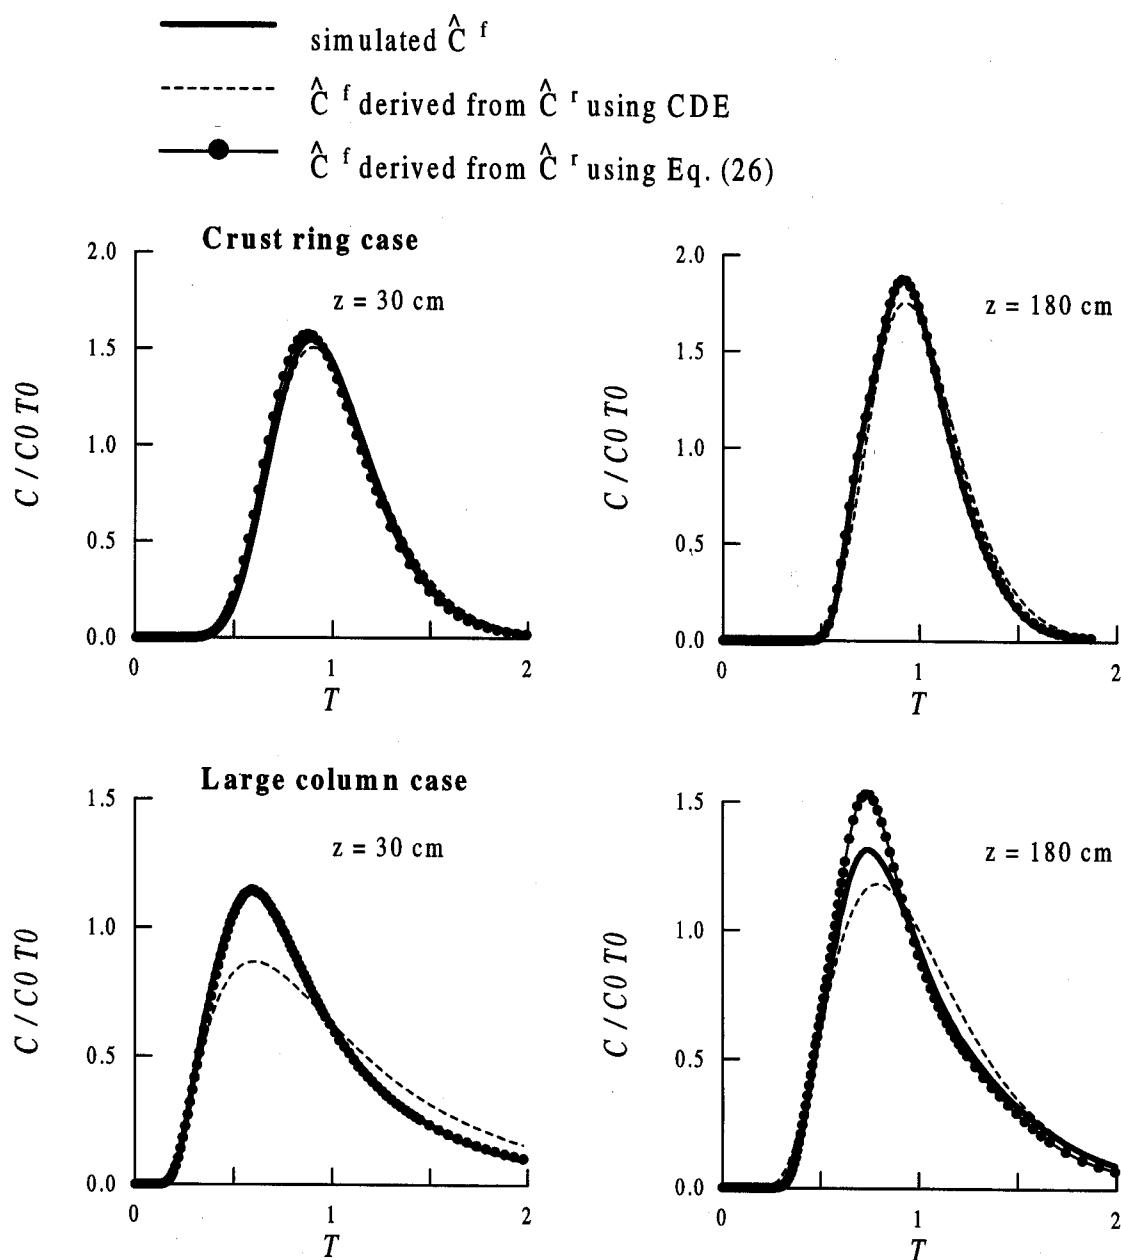 simulated Ĉ f
Ĉ f derived from Ĉ r using CDE
Ĉ f derived from Ĉ r using Eq. (26)
Crust ring case
z = 30 cm
C / C0 T0
2.0
1.5
1.0
0.5
0.0
0 1 2
T
z = 180 cm
C / C0 T0
2.0
1.5
1.0
0.5
0.0
0 1 2
T
Large column case
z = 30 cm
C / C0 T0
1.5
1.0
0.5
0.0
0 1 2
T
z = 180 cm
C / C0 T0
1.5
1.0
0.5
0.0
0 1 2
T